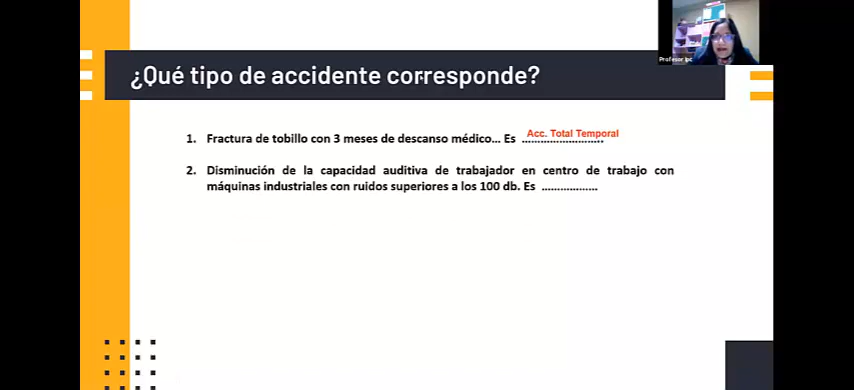 Profesor ipc
¿Qué tipo de accidente corresponde?
1. Fractura de tobillo con 3 meses de descanso médico... Es Acc. Total Temporal
2. Disminución de la capacidad auditiva de trabajador en centro de trabajo con
máquinas industriales con ruidos superiores a los 100 db. Es ..................